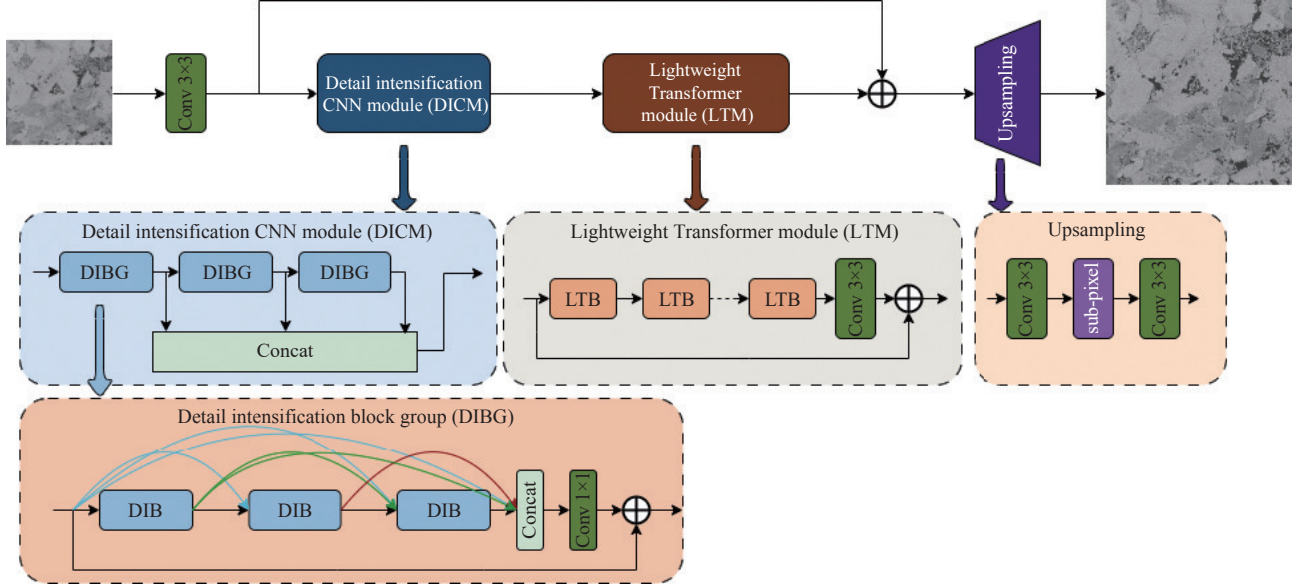 Conv 3×3
Detail intensification
CNN module (DICM)
Lightweight
Transformer
module (LTM)
Upsampling
Detail intensification CNN module (DICM)
DIBG
DIBG
DIBG
Concat
Lightweight Transformer module (LTM)
LTB
LTB
LTB
Conv 3×3
Upsampling
Conv 3×3
sub-pixel
Conv 3×3
Detail intensification block group (DIBG)
DIB
DIB
DIB
Concat
Conv 1×1